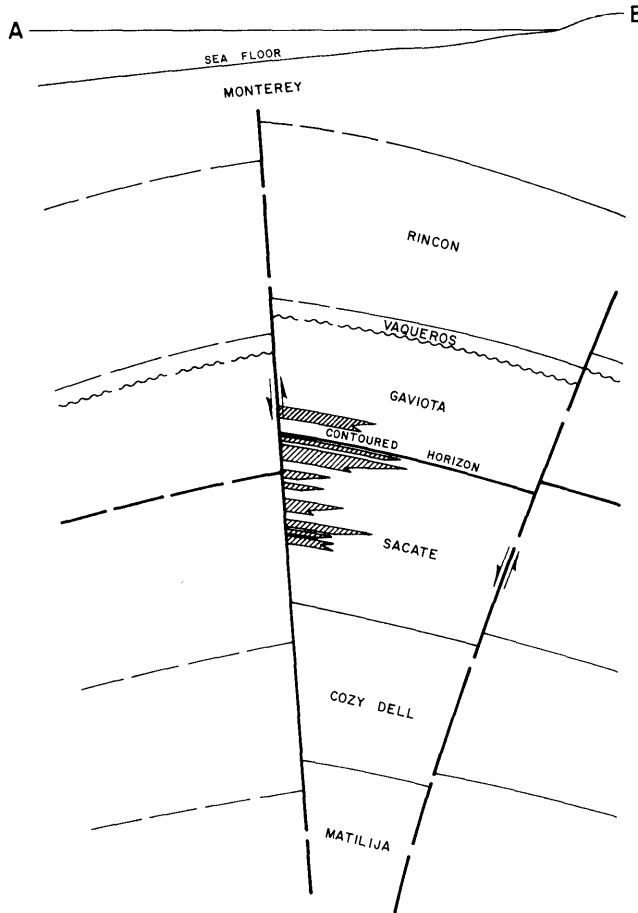 A
SEA FLOOR
MONTEREY
RINCON
VAQUEROS
GAVIOTA
CONTOURED HORIZON
SACATE
COZY DELL
MATILIJA